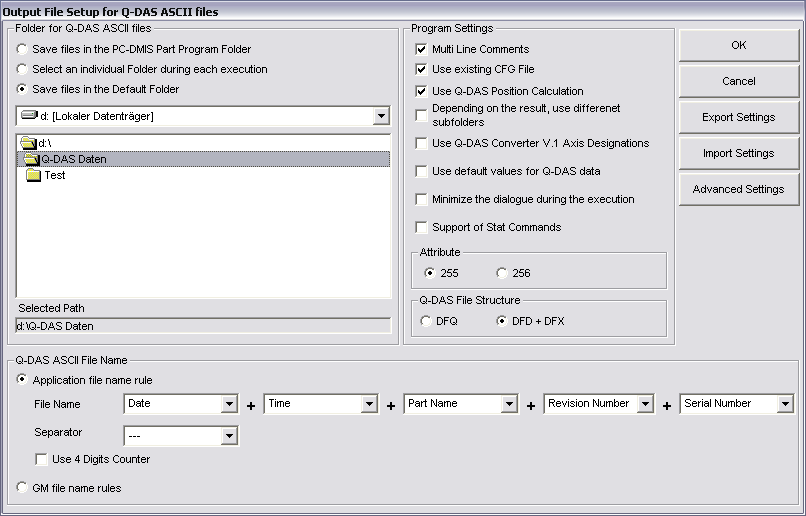 Output File Setup for Q-DAS ASCII files
Folder for Q-DAS ASCII files
Save files in the PC-DMIS Part Program Folder
Select an individual Folder during each execution
Save files in the Default Folder
d: [Lokaler Datenträger]
d:\
Q-DAS Daten
Test
Selected Path
d:\Q-DAS Daten
Program Settings
Multi Line Comments
Use existing CFG File
Use Q-DAS Position Calculation
Depending on the result, use differenet
subfolders
Use Q-DAS Converter V.1 Axis Designations
Use default values for Q-DAS data
Minimize the dialogue during the execution
Support of Stat Commands
Attribute
255 256
Q-DAS File Structure
DFQ DFD + DFX
OK
Cancel
Export Settings
Import Settings
Advanced Settings
Q-DAS ASCII File Name
Application file name rule
File Name Date + Time + Part Name + Revision Number + Serial Number
Separator ---
Use 4 Digits Counter
GM file name rules